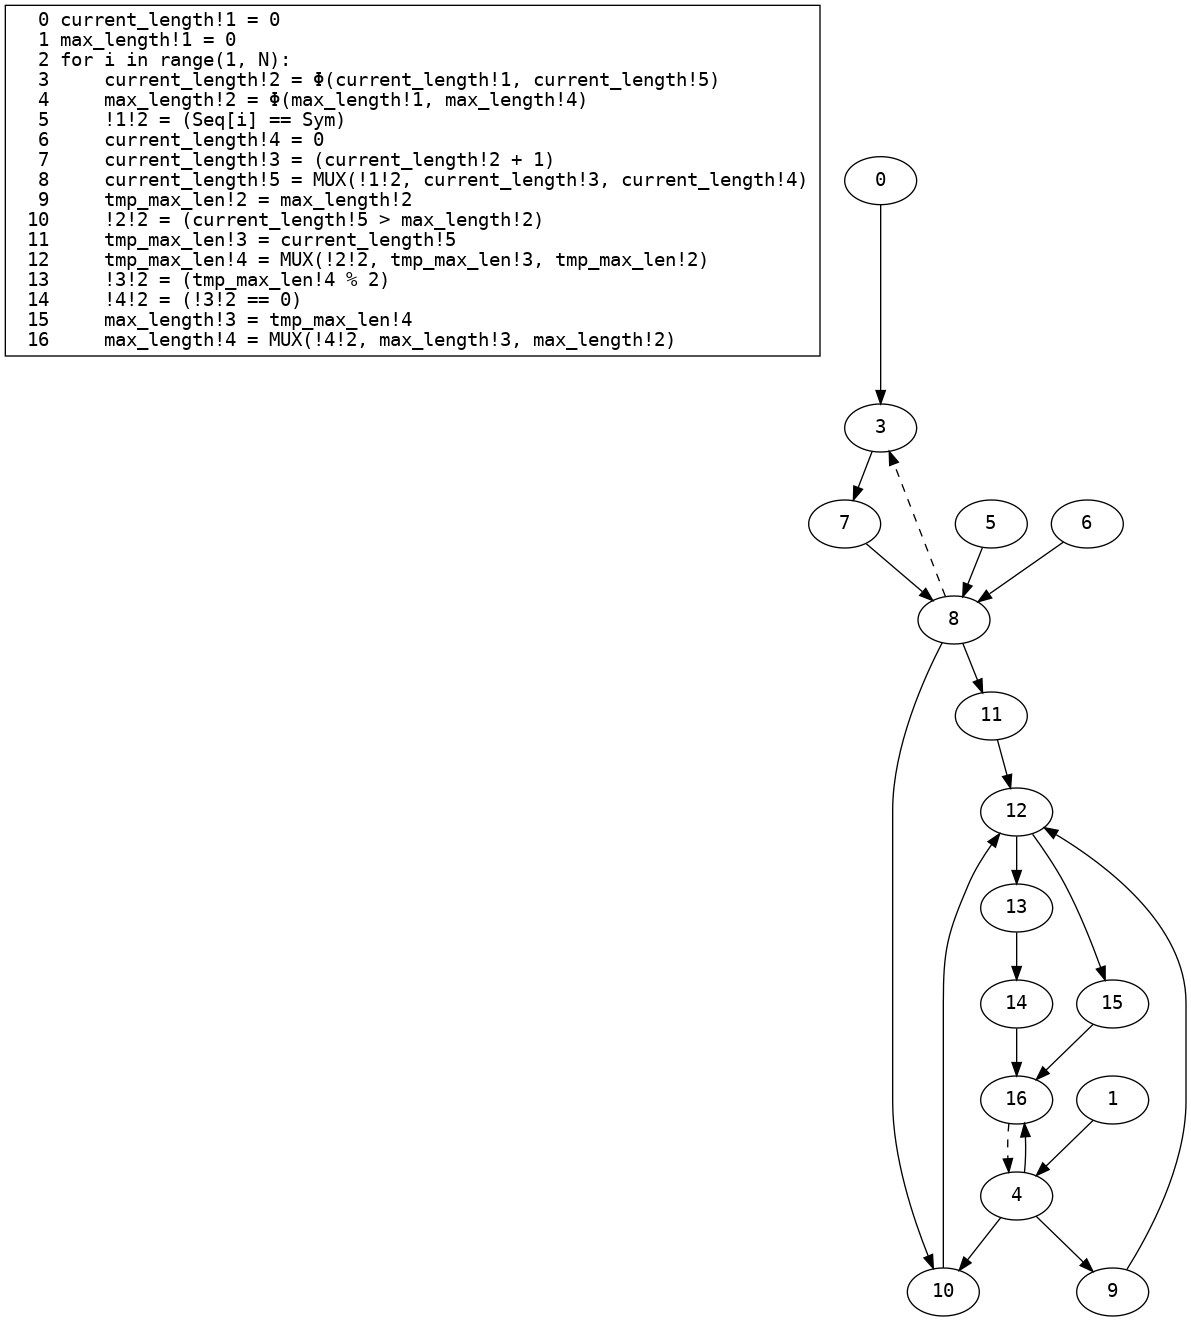 0 current_length!1 = 0
1 max_length!1 = 0
2 for i in range(1, N):
3     current_length!2 = Φ(current_length!1, current_length!5)
4     max_length!2 = Φ(max_length!1, max_length!4)
5     !1!2 = (Seq[i] == Sym)
6     current_length!4 = 0
7     current_length!3 = (current_length!2 + 1)
8     current_length!5 = MUX(!1!2, current_length!3, current_length!4)
9     tmp_max_len!2 = max_length!2
10     !2!2 = (current_length!5 > max_length!2)
11     tmp_max_len!3 = current_length!5
12     tmp_max_len!4 = MUX(!2!2, tmp_max_len!3, tmp_max_len!2)
13     !3!2 = (tmp_max_len!4 % 2)
14     !4!2 = (!3!2 == 0)
15     max_length!3 = tmp_max_len!4
16     max_length!4 = MUX(!4!2, max_length!3, max_length!2)
0
3
7
5
6
8
11
12
13
14
15
16
1
4
10
9